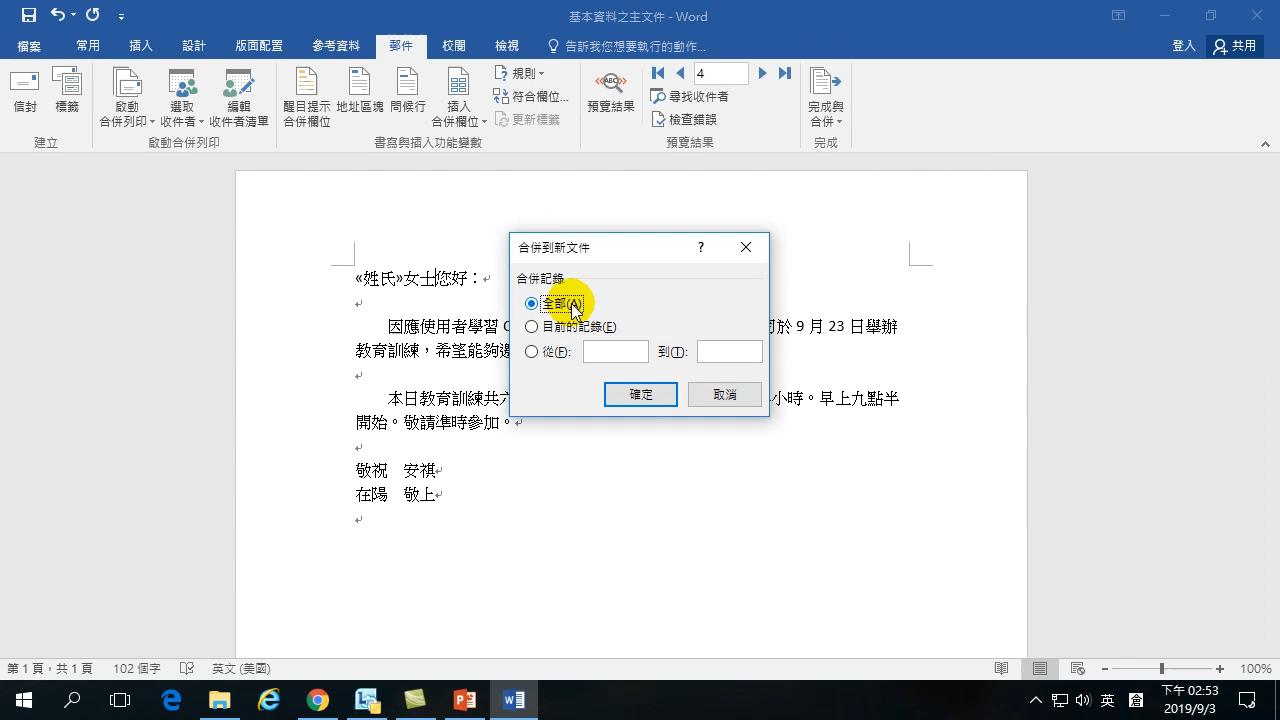 基本資料之主文件 - Word
檔案 常用 插入 設計 版面配置 參考資料 郵件 校閱 檢視 告訴我您想要執行的動作... 登入 共用
信封 標籤 啟動合併列印 選取收件者 編輯收件者清單 醒目提示合併欄位 地址區塊 問候行 插入合併欄位 規則 符合欄位... 更新標籤 ABC 預覽結果 4 尋找收件者 檢查錯誤 完成與合併
建立 啟動合併列印 書寫與插入功能變數 預覽結果 完成
«姓氏»女士您好：
因應使用者學習 於 9 月 23 日舉辦
教育訓練，希望能夠
本日教育訓練共六 小時。早上九點半
開始。敬請準時參加。
敬祝 安祺
在陽 敬上
合併到新文件 ?
合併記錄
全部(A)
目前的記錄(E)
從(F): 到(T):
確定 取消
第 1 頁，共 1 頁 102 個字 英文 (美國) 100%
英 下午 02:53
2019/9/3